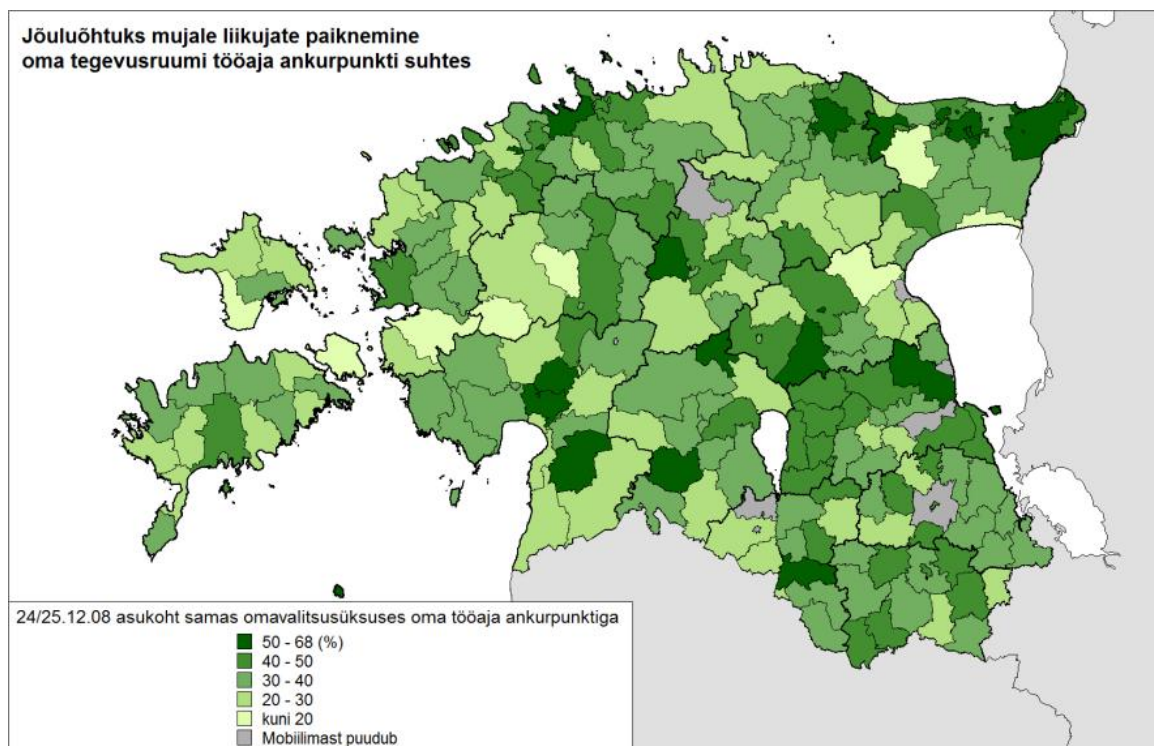 Jõuluõhtuks mujale liikujate paiknemine
oma tegevusruumi tööaja ankurpunkti suhtes
24/25.12.08 asukoht samas omavalitsusüksuses oma tööaja ankurpunktiga
50 - 68 (%)
40 - 50
30 - 40
20 - 30
kuni 20
Mobiilimast puudub